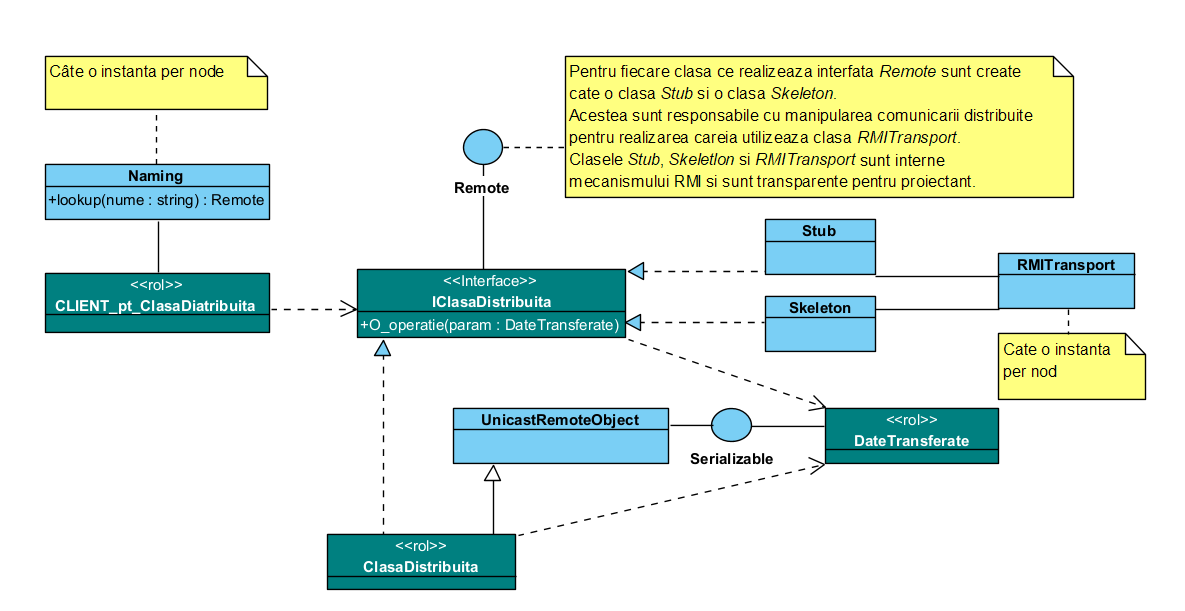 Câte o instanta per node
Pentru fiecare clasa ce realizeaza interfata Remote sunt create
cate o clasa Stub si o clasa Skeleton.
Acestea sunt responsabile cu manipularea comunicarii distribuite
pentru realizarea careia utilizeaza clasa RMITransport.
Clasele Stub, Skeletlon si RMITransport sunt interne
mecanismului RMI si sunt transparente pentru proiectant.
Remote
Naming
+lookup(nume : string) : Remote
Stub
RMITransport
<<rol>>
CLIENT_pt_ClasaDiatribuita
<<Interface>>
IClasaDistribuita
+O_operatie(param : DateTransferate)
Skeleton
Cate o instanta
per nod
UnicastRemoteObject
Serializable
<<rol>>
DateTransferate
<<rol>>
ClasaDistribuita